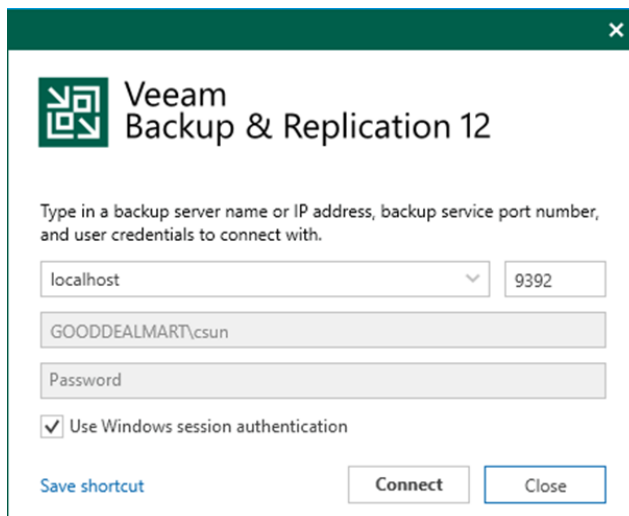 Veeam
Backup & Replication 12
Type in a backup server name or IP address, backup service port number,
and user credentials to connect with.
localhost
9392
GOODDEALMART\csun
Password
Use Windows session authentication
Save shortcut
Connect
Close